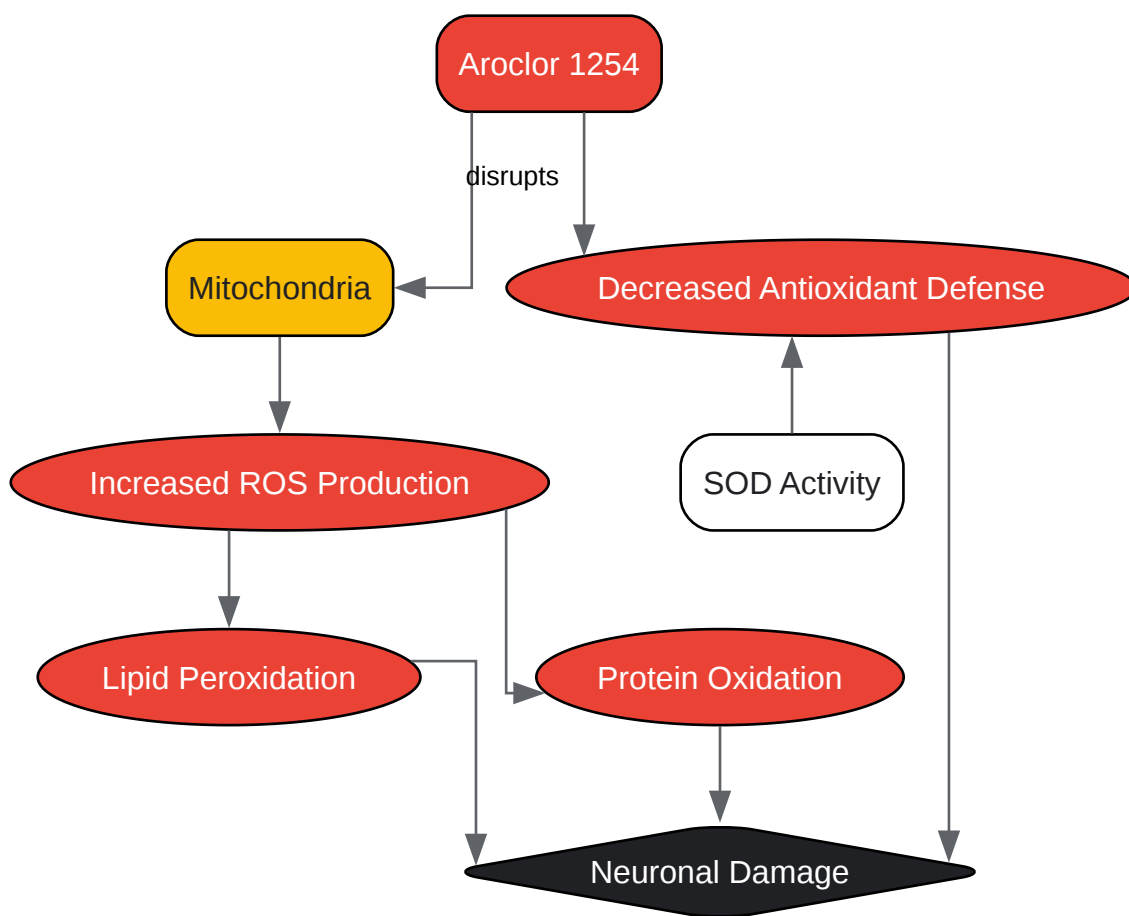 Aroclor 1254
disrupts
Mitochondria
Decreased Antioxidant Defense
Increased ROS Production
SOD Activity
Lipid Peroxidation
Protein Oxidation
Neuronal Damage